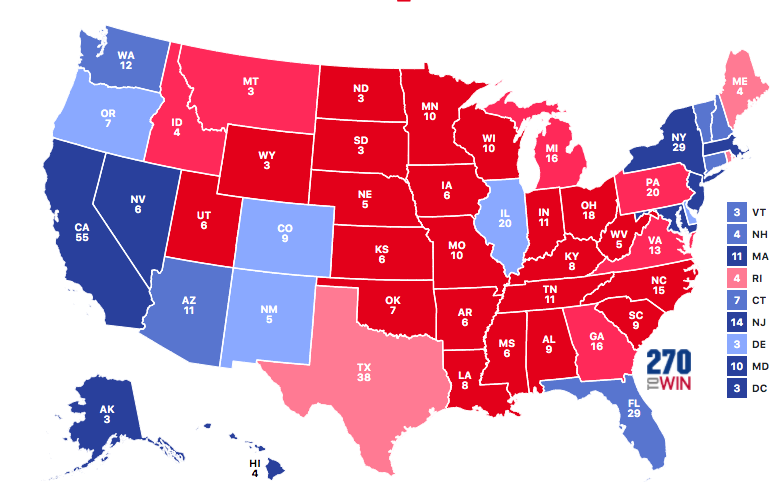 WA
12
OR
7
CA
55
NV
6
ID
4
MT
3
WY
3
UT
6
AZ
11
CO
9
NM
5
ND
3
SD
3
NE
5
KS
6
OK
7
TX
38
MN
10
IA
6
MO
10
AR
6
LA
8
WI
10
IL
20
MI
16
IN
11
OH
18
KY
8
TN
11
MS
6
AL
9
GA
16
FL
29
SC
9
NC
15
VA
13
WV
5
PA
20
NY
29
ME
4
AK
3
HI
4
3 VT
4 NH
11 MA
4 RI
7 CT
14 NJ
3 DE
10 MD
3 DC
270
TO WIN